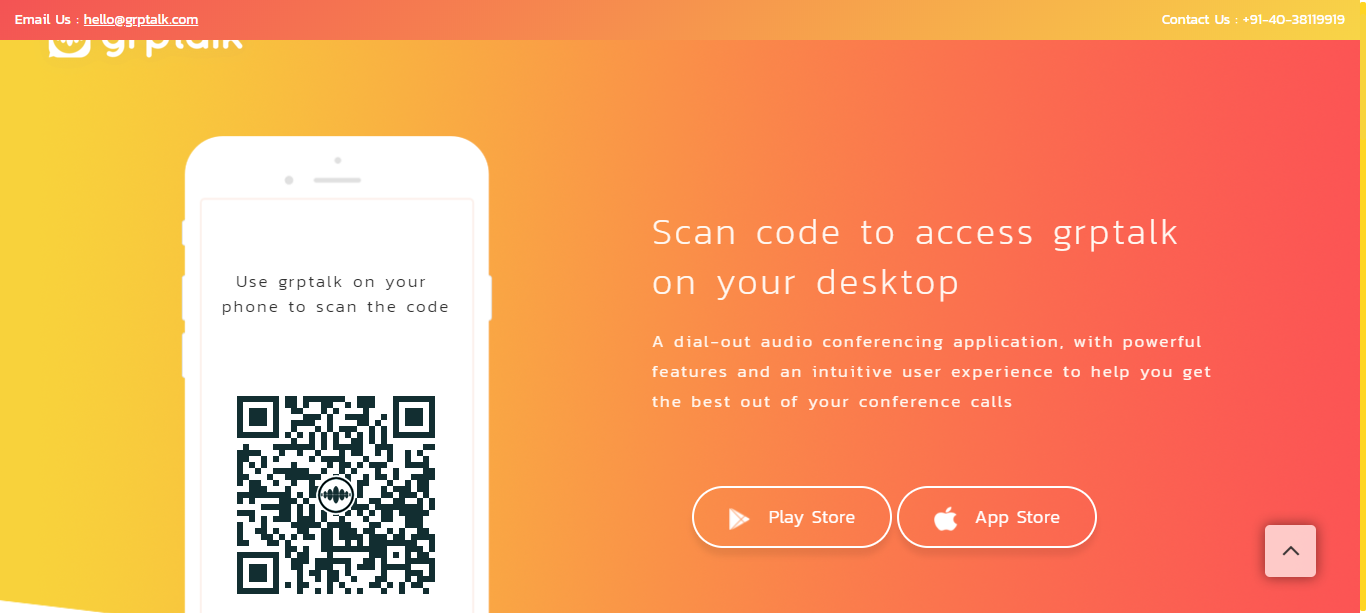 Email Us : hello@grptalk.com
Contact Us : +91-40-38119919
grptalk
Use grptalk on your
phone to scan the code
Scan code to access grptalk
on your desktop
A dial-out audio conferencing application, with powerful
features and an intuitive user experience to help you get
the best out of your conference calls
Play Store
App Store